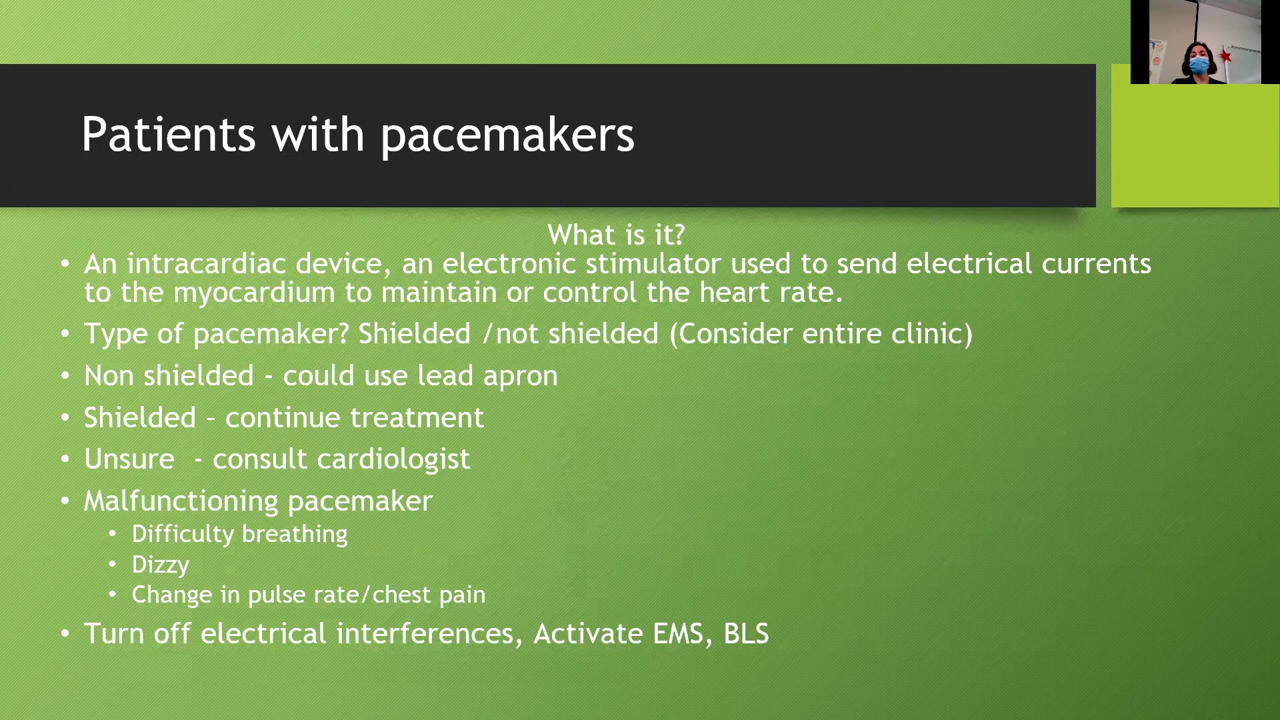 Patients with pacemakers
What is it?
• An intracardiac device, an electronic stimulator used to send electrical currents
to the myocardium to maintain or control the heart rate.
• Type of pacemaker? Shielded /not shielded (Consider entire clinic)
• Non shielded - could use lead apron
• Shielded – continue treatment
• Unsure  - consult cardiologist
• Malfunctioning pacemaker
• Difficulty breathing
• Dizzy
• Change in pulse rate/chest pain
• Turn off electrical interferences, Activate EMS, BLS